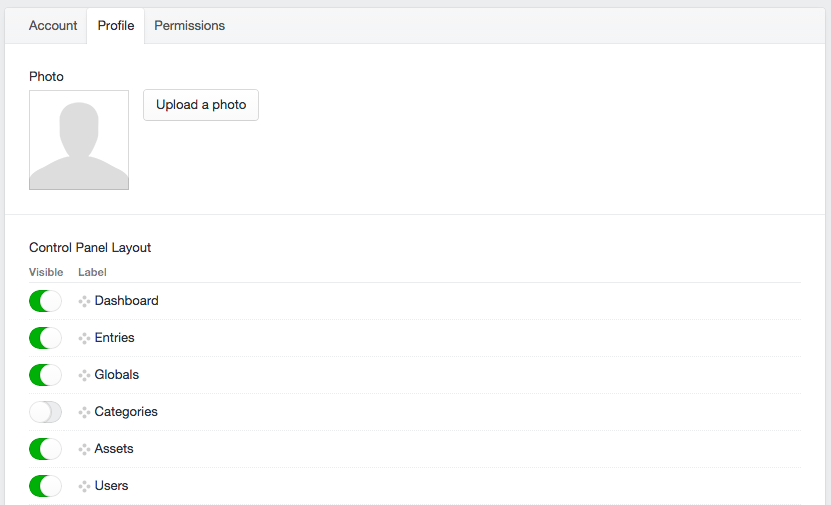 Account Profile Permissions
Photo
Upload a photo
Control Panel Layout
Visible Label
Dashboard
Entries
Globals
Categories
Assets
Users